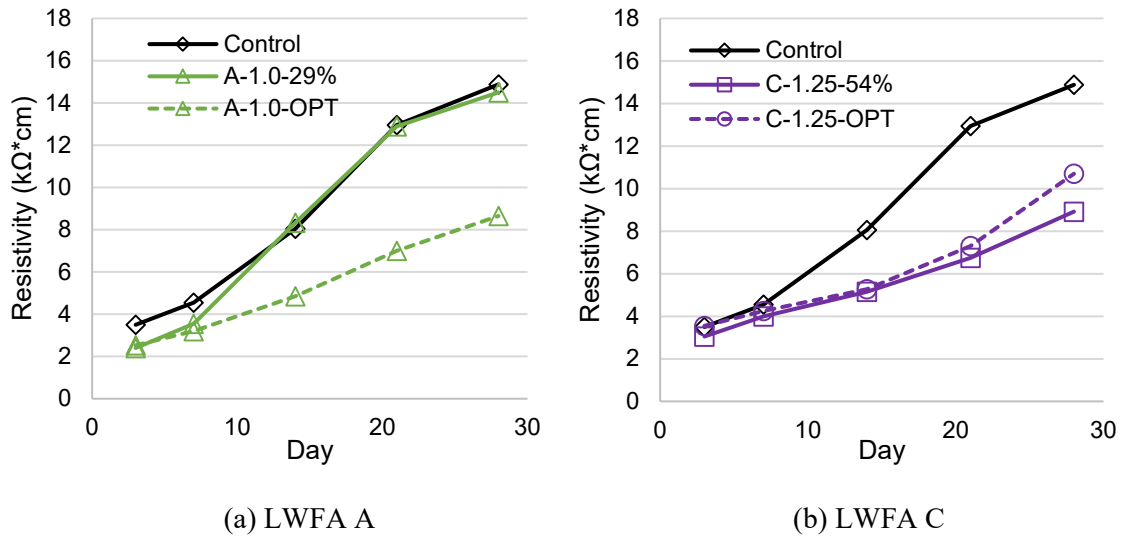 18
16
14
12
10
8
6
4
2
0
Resistivity (kΩ*cm)
Control
A-1.0-29%
A-1.0-OPT
0 10 20 30
Day
(a) LWFA A
18
16
14
12
10
8
6
4
2
0
Resistivity (kΩ*cm)
Control
C-1.25-54%
C-1.25-OPT
0 10 20 30
Day
(b) LWFA C